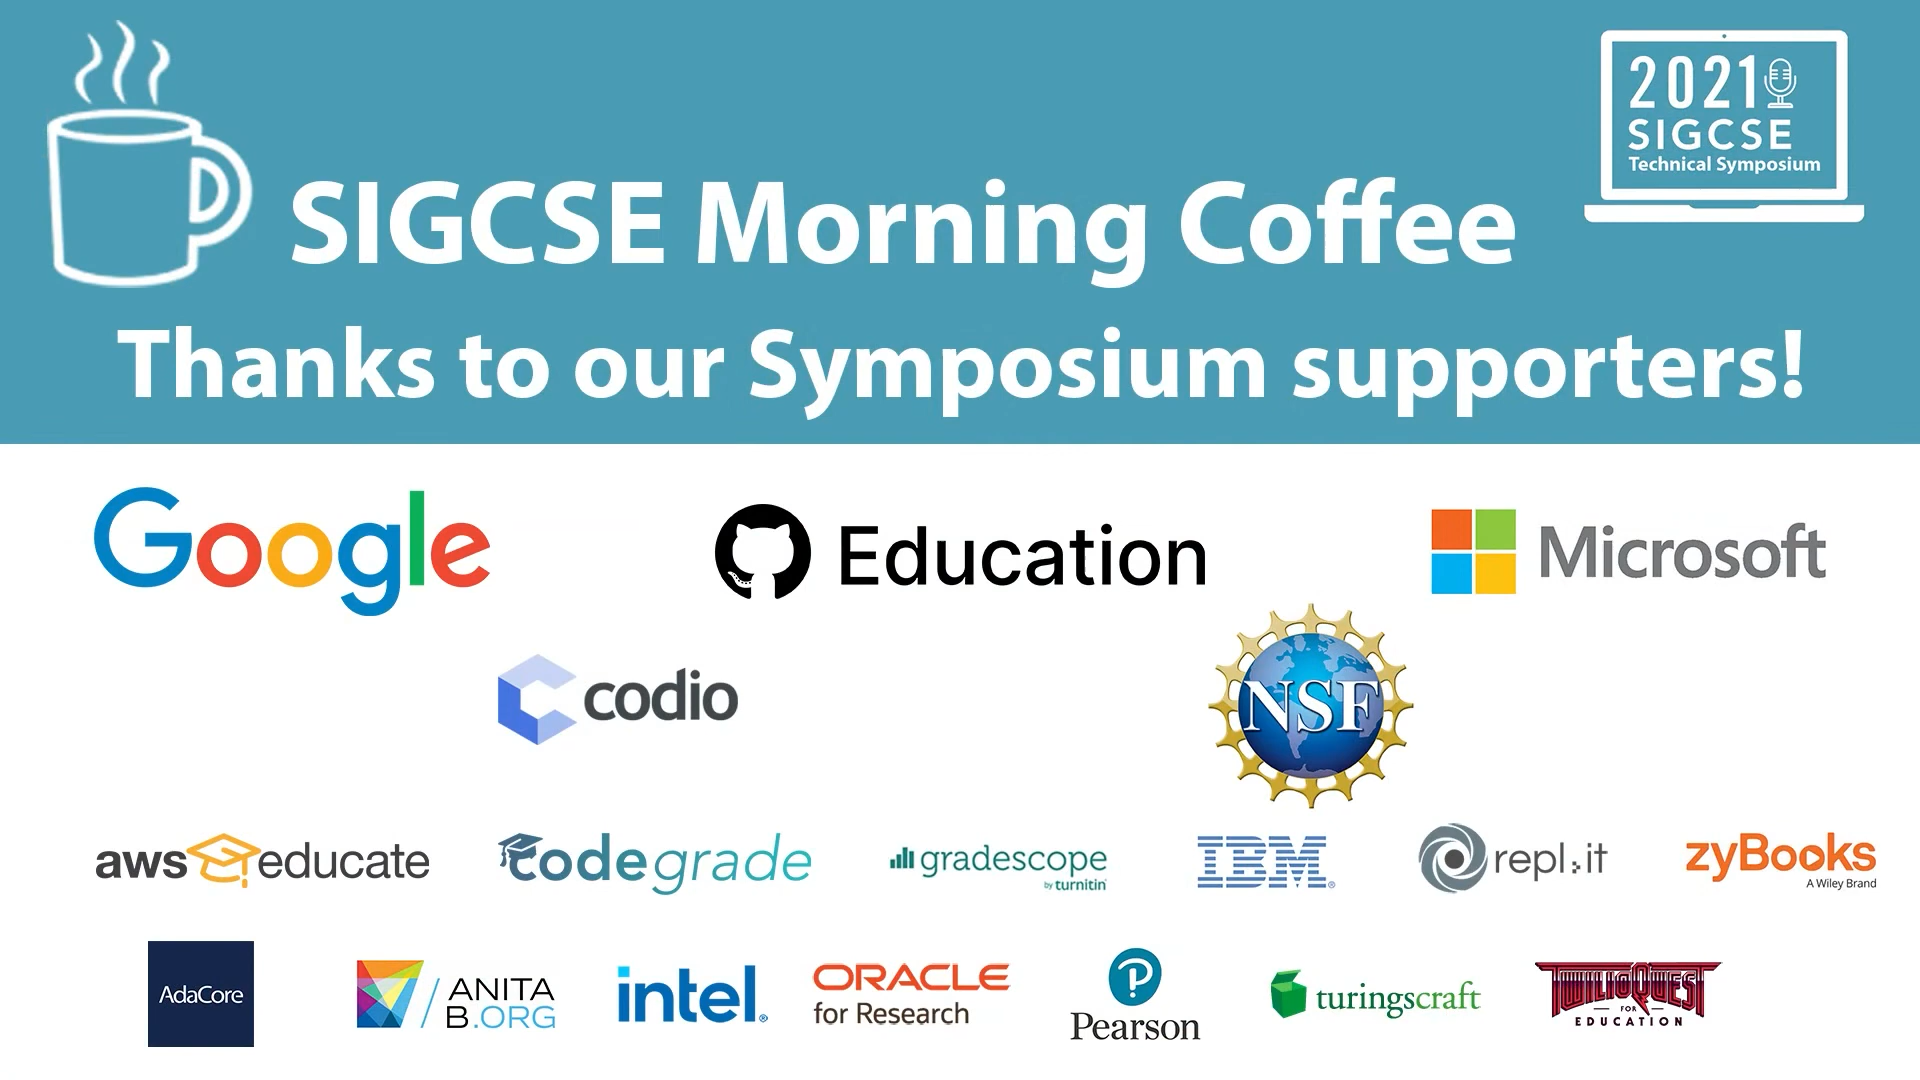 2021
SIGCSE
Technical Symposium
SIGCSE Morning Coffee
Thanks to our Symposium supporters!
Google
Education
Microsoft
codio
NSF
aws educate
codegrade
gradescope
by turnitin
IBM®
repl.it
zyBooks
A Wiley Brand
AdaCore
ANITA
B.ORG
intel®
ORACLE
for Research
Pearson
turingscraft
TWILIOQUEST
FOR
EDUCATION